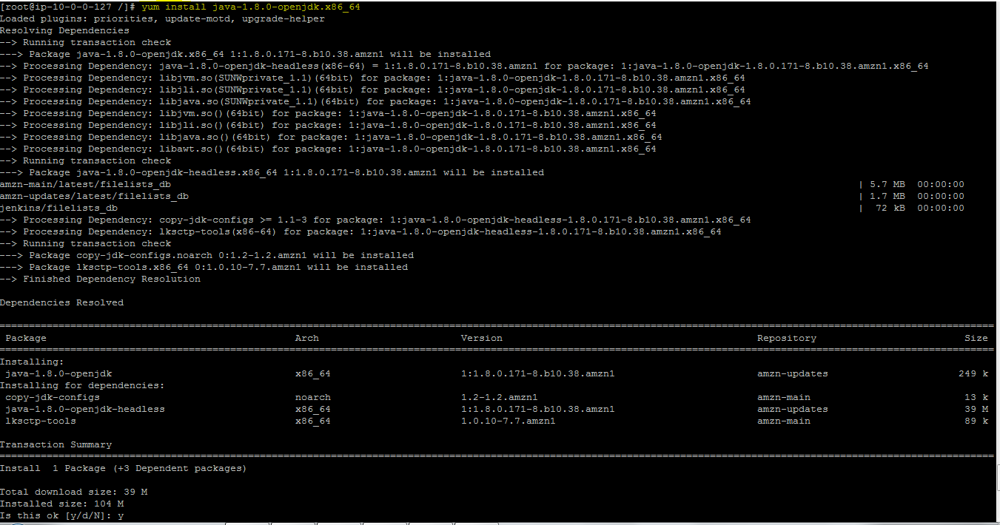 [root@ip-10-0-0-127 /]# yum install java-1.8.0-openjdk.x86_64
Loaded plugins: priorities, update-motd, upgrade-helper
Resolving Dependencies
--> Running transaction check
---> Package java-1.8.0-openjdk.x86_64 1:1.8.0.171-8.b10.38.amzn1 will be installed
--> Processing Dependency: java-1.8.0-openjdk-headless(x86-64) = 1:1.8.0.171-8.b10.38.amzn1 for package: 1:java-1.8.0-openjdk-1.8.0.171-8.b10.38.amzn1.x86_64
--> Processing Dependency: libjvm.so(SUNWprivate_1.1)(64bit) for package: 1:java-1.8.0-openjdk-1.8.0.171-8.b10.38.amzn1.x86_64
--> Processing Dependency: libjli.so(SUNWprivate_1.1)(64bit) for package: 1:java-1.8.0-openjdk-1.8.0.171-8.b10.38.amzn1.x86_64
--> Processing Dependency: libjava.so(SUNWprivate_1.1)(64bit) for package: 1:java-1.8.0-openjdk-1.8.0.171-8.b10.38.amzn1.x86_64
--> Processing Dependency: libjvm.so()(64bit) for package: 1:java-1.8.0-openjdk-1.8.0.171-8.b10.38.amzn1.x86_64
--> Processing Dependency: libjli.so()(64bit) for package: 1:java-1.8.0-openjdk-1.8.0.171-8.b10.38.amzn1.x86_64
--> Processing Dependency: libjava.so()(64bit) for package: 1:java-1.8.0-openjdk-1.8.0.171-8.b10.38.amzn1.x86_64
--> Processing Dependency: libawt.so()(64bit) for package: 1:java-1.8.0-openjdk-1.8.0.171-8.b10.38.amzn1.x86_64
--> Running transaction check
---> Package java-1.8.0-openjdk-headless.x86_64 1:1.8.0.171-8.b10.38.amzn1 will be installed
amzn-main/latest/filelists_db | 5.7 MB 00:00:00
amzn-updates/latest/filelists_db | 1.7 MB 00:00:00
jenkins/filelists_db | 72 kB 00:00:00
--> Processing Dependency: copy-jdk-configs >= 1.1-3 for package: 1:java-1.8.0-openjdk-headless-1.8.0.171-8.b10.38.amzn1.x86_64
--> Processing Dependency: lksctp-tools(x86-64) for package: 1:java-1.8.0-openjdk-headless-1.8.0.171-8.b10.38.amzn1.x86_64
--> Running transaction check
---> Package copy-jdk-configs.noarch 0:1.2-1.2.amzn1 will be installed
---> Package lksctp-tools.x86_64 0:1.0.10-7.7.amzn1 will be installed
--> Finished Dependency Resolution
Dependencies Resolved
Package Arch Version Repository Size
Installing:
java-1.8.0-openjdk x86_64 1:1.8.0.171-8.b10.38.amzn1 amzn-updates 249 k
Installing for dependencies:
copy-jdk-configs noarch 1.2-1.2.amzn1 amzn-main 13 k
java-1.8.0-openjdk-headless x86_64 1:1.8.0.171-8.b10.38.amzn1 amzn-updates 39 M
lksctp-tools x86_64 1.0.10-7.7.amzn1 amzn-main 89 k
Transaction Summary
Install 1 Package (+3 Dependent packages)
Total download size: 39 M
Installed size: 104 M
Is this ok [y/d/N]: y